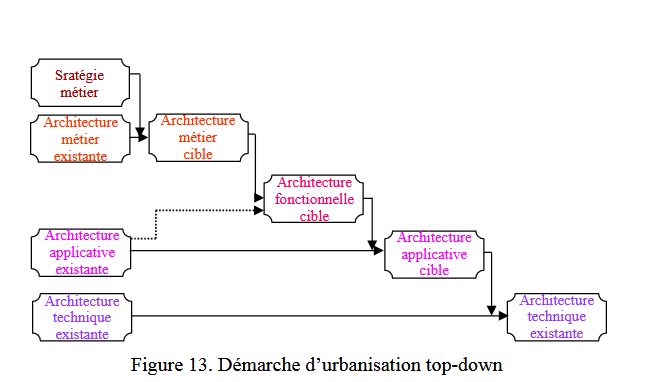 Sratégie
métier
Architecture
métier
existante
Architecture
métier
cible
Architecture
fonctionnelle
cible
Architecture
applicative
existante
Architecture
applicative
cible
Architecture
technique
existante
Architecture
technique
existante
Figure 13. Démarche d’urbanisation top-down